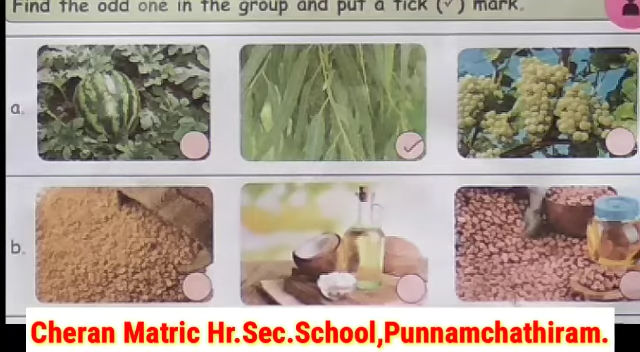 Find the odd one in the group and put a tick (✓) mark.
a.
b.
Cheran Matric Hr.Sec.School,Punnamchathiram.